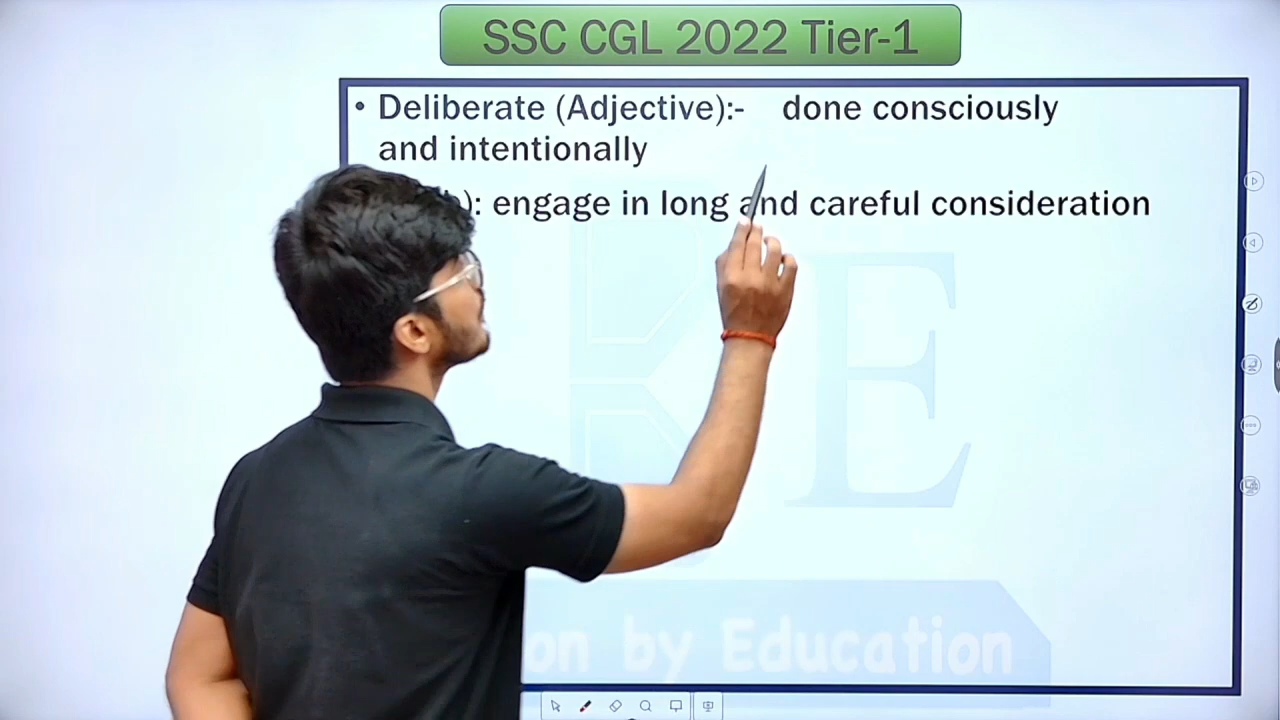 SSC CGL 2022 Tier-1
• Deliberate (Adjective):- done consciously
and intentionally
): engage in long and careful consideration
by Education